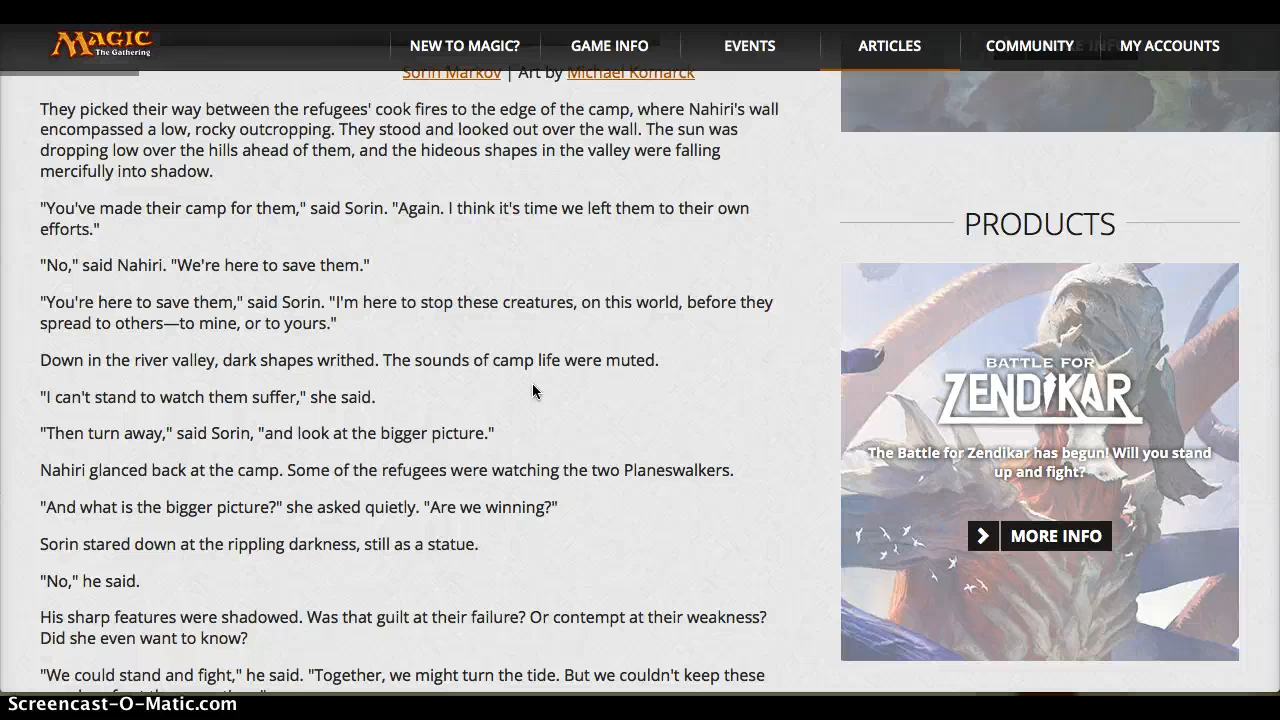 MAGIC
The Gathering
NEW TO MAGIC?
GAME INFO
EVENTS
ARTICLES
COMMUNITY
MY ACCOUNTS
Sorin Markov | Art by Michael Komarck
They picked their way between the refugees' cook fires to the edge of the camp, where Nahiri's wall
encompassed a low, rocky outcropping. They stood and looked out over the wall. The sun was
dropping low over the hills ahead of them, and the hideous shapes in the valley were falling
mercifully into shadow.
"You've made their camp for them," said Sorin. "Again. I think it's time we left them to their own
efforts."
"No," said Nahiri. "We're here to save them."
"You're here to save them," said Sorin. "I'm here to stop these creatures, on this world, before they
spread to others—to mine, or to yours."
Down in the river valley, dark shapes writhed. The sounds of camp life were muted.
"I can't stand to watch them suffer," she said.
"Then turn away," said Sorin, "and look at the bigger picture."
Nahiri glanced back at the camp. Some of the refugees were watching the two Planeswalkers.
"And what is the bigger picture?" she asked quietly. "Are we winning?"
Sorin stared down at the rippling darkness, still as a statue.
"No," he said.
His sharp features were shadowed. Was that guilt at their failure? Or contempt at their weakness?
Did she even want to know?
"We could stand and fight," he said. "Together, we might turn the tide. But we couldn't keep these
PRODUCTS
BATTLE FOR
ZENDIKAR
The Battle for Zendikar has begun! Will you stand
up and fight?
MORE INFO
Screencast-O-Matic.com